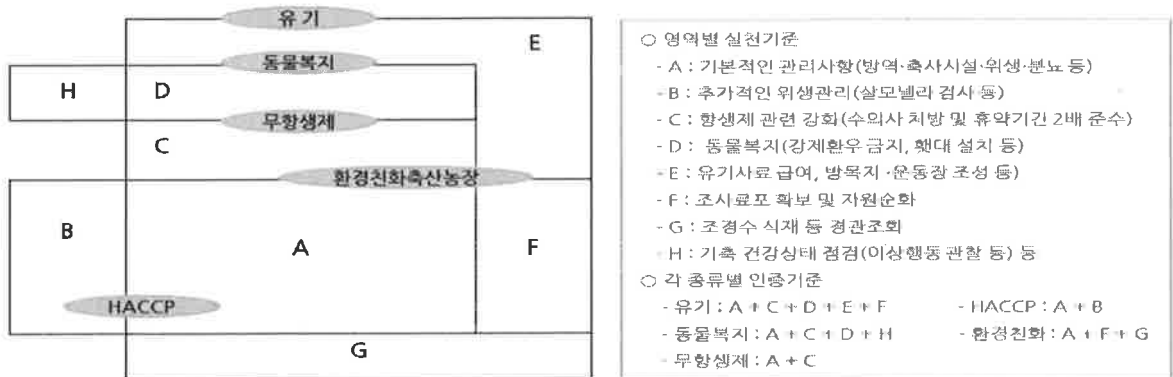 유 기
E
동물복지
H
D
무항생제
C
환경친화축산농장
B
A
F
HACCP
G
○ 영역별 실천기준
- A : 기본적인 관리사항(방역·축사시설·위생·분뇨 등)
- B : 추가적인 위생관리(살모넬라 검사 등)
- C : 항생제 관련 강화(수의사 처방 및 휴약기간 2배 준수)
- D : 동물복지(강제환우 금지, 횃대 설치 등)
- E : 유기사료 급여, 방목지·운동장 조성 등)
- F : 조사료포 확보 및 자원순화
- G : 조경수 식재 등 경관조회
- H : 기축 건강상태 점검(이상행동 관찰 등) 등
○ 각 종류별 인증기준
- 유기 : A + C + D + E + F - HACCP : A + B
- 동물복지 : A + C + D + H - 환경친화 : A + F + G
- 무항생제 : A + C